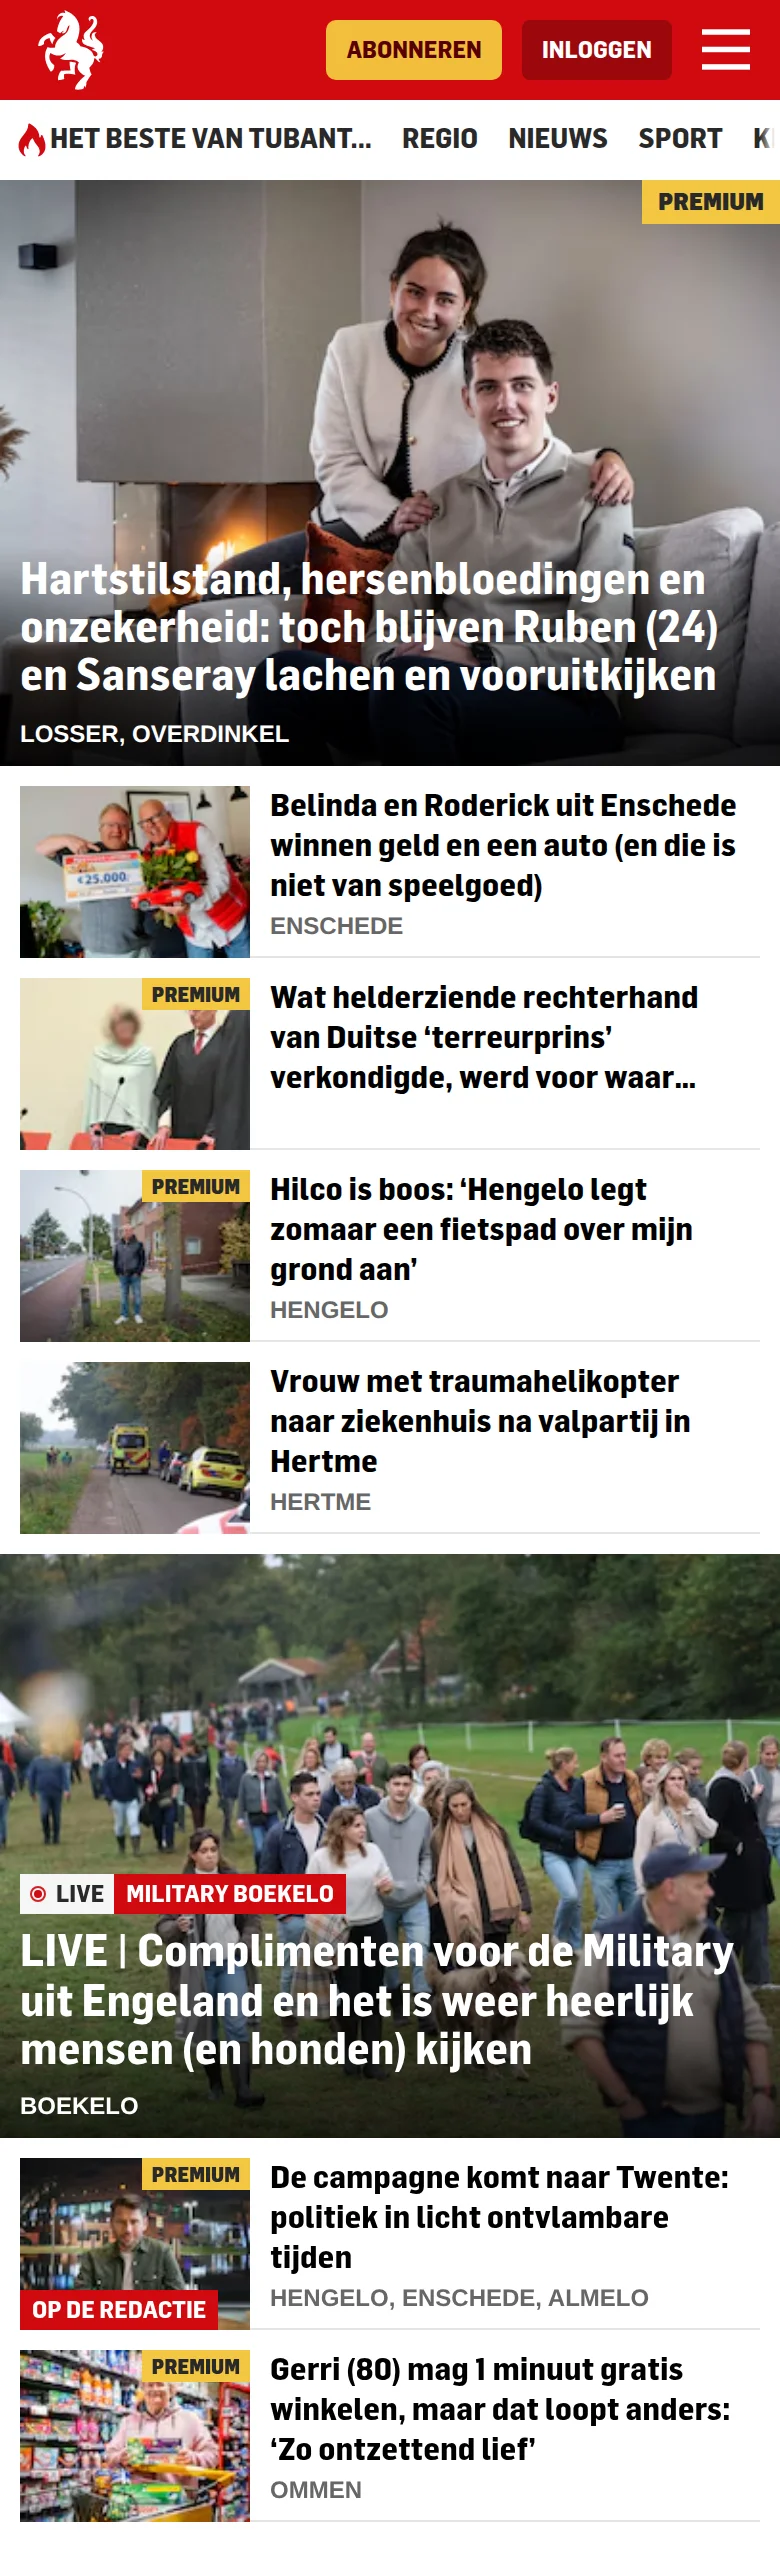 ABONNEREN
INLOGGEN
HET BESTE VAN TUBANT... REGIO NIEUWS SPORT
PREMIUM
Hartstilstand, hersenbloedingen en
onzekerheid: toch blijven Ruben (24)
en Sanseray lachen en vooruitkijken
LOSSER, OVERDINKEL
€25.000
Belinda en Roderick uit Enschede
winnen geld en een auto (en die is
niet van speelgoed)
ENSCHEDE
PREMIUM
Wat helderziende rechterhand
van Duitse ‘terreurprins’
verkondigde, werd voor waar...
PREMIUM
Hilco is boos: ‘Hengelo legt
zomaar een fietspad over mijn
grond aan’
HENGELO
Vrouw met traumahelikopter
naar ziekenhuis na valpartij in
Hertme
HERTME
LIVE MILITARY BOEKELO
LIVE | Complimenten voor de Military
uit Engeland en het is weer heerlijk
mensen (en honden) kijken
BOEKELO
PREMIUM
OP DE REDACTIE
De campagne komt naar Twente:
politiek in licht ontvlambare
tijden
HENGELO, ENSCHEDE, ALMELO
PREMIUM
Gerri (80) mag 1 minuut gratis
winkelen, maar dat loopt anders:
‘Zo ontzettend lief’
OMMEN